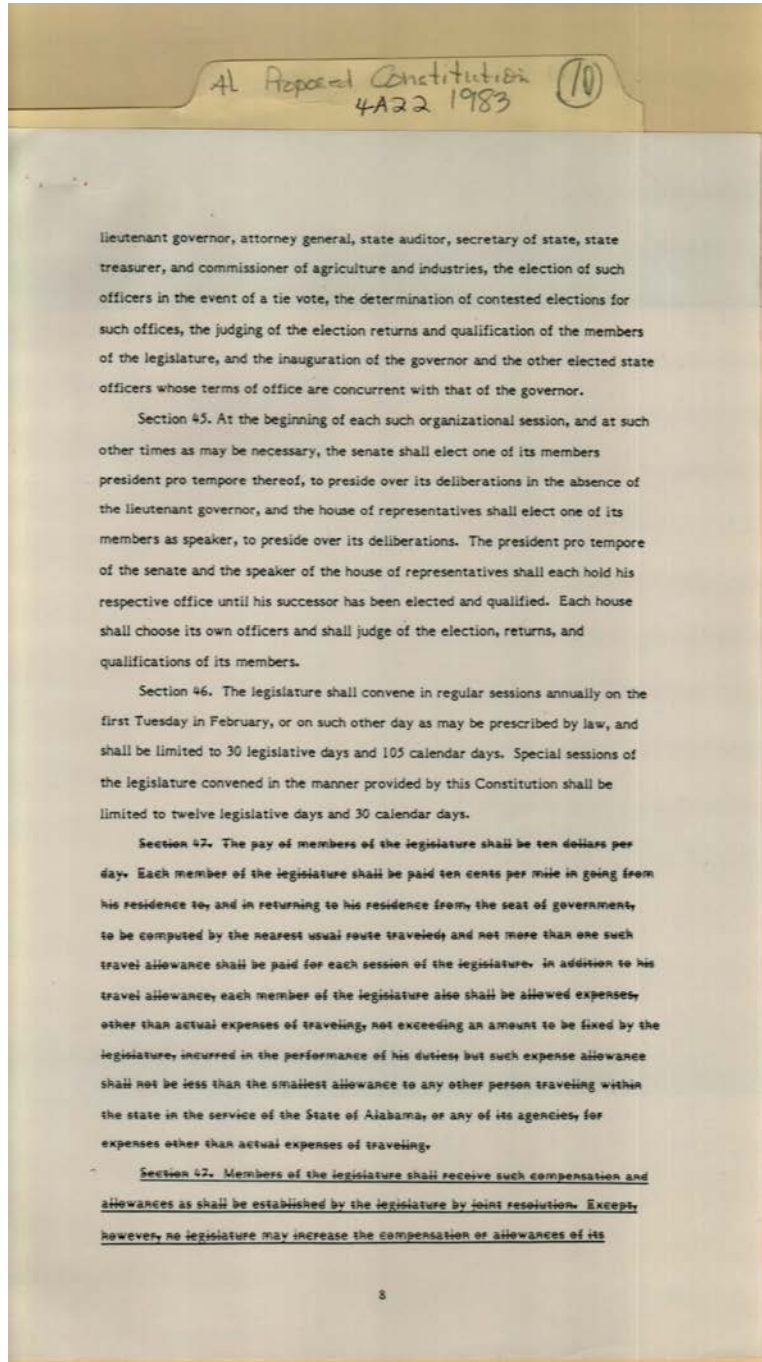 AL Proposed Constitution 10
4A22 1983
lieutenant governor, attorney general, state auditor, secretary of state, state
treasurer, and commissioner of agriculture and industries, the election of such
officers in the event of a tie vote, the determination of contested elections for
such offices, the judging of the election returns and qualification of the members
of the legislature, and the inauguration of the governor and the other elected state
officers whose terms of office are concurrent with that of the governor.
Section 45. At the beginning of each such organizational session, and at such
other times as may be necessary, the senate shall elect one of its members
president pro tempore thereof, to preside over its deliberations in the absence of
the lieutenant governor, and the house of representatives shall elect one of its
members as speaker, to preside over its deliberations. The president pro tempore
of the senate and the speaker of the house of representatives shall each hold his
respective office until his successor has been elected and qualified. Each house
shall choose its own officers and shall judge of the election, returns, and
qualifications of its members.
Section 46. The legislature shall convene in regular sessions annually on the
first Tuesday in February, or on such other day as may be prescribed by law, and
shall be limited to 30 legislative days and 105 calendar days. Special sessions of
the legislature convened in the manner provided by this Constitution shall be
limited to twelve legislative days and 30 calendar days.
Section 47. The pay of members of the legislature shall be ten dollars per
day. Each member of the legislature shall be paid ten cents per mile in going from
his residence to, and in returning to his residence from, the seat of government,
to be computed by the nearest usual route traveled; and not more than one such
travel allowance shall be paid for each session of the legislature. in addition to his
travel allowance, each member of the legislature also shall be allowed expenses,
other than actual expenses of traveling, not exceeding an amount to be fixed by the
legislature, incurred in the performance of his duties; but such expense allowance
shall not be less than the smallest allowance to any other person traveling within
the state in the service of the State of Alabama, or any of its agencies, for
expenses other than actual expenses of traveling.
Section 47. Members of the legislature shall receive such compensation and
allowances as shall be established by the legislature by joint resolution. Except,
however, no legislature may increase the compensation or allowances of its
8